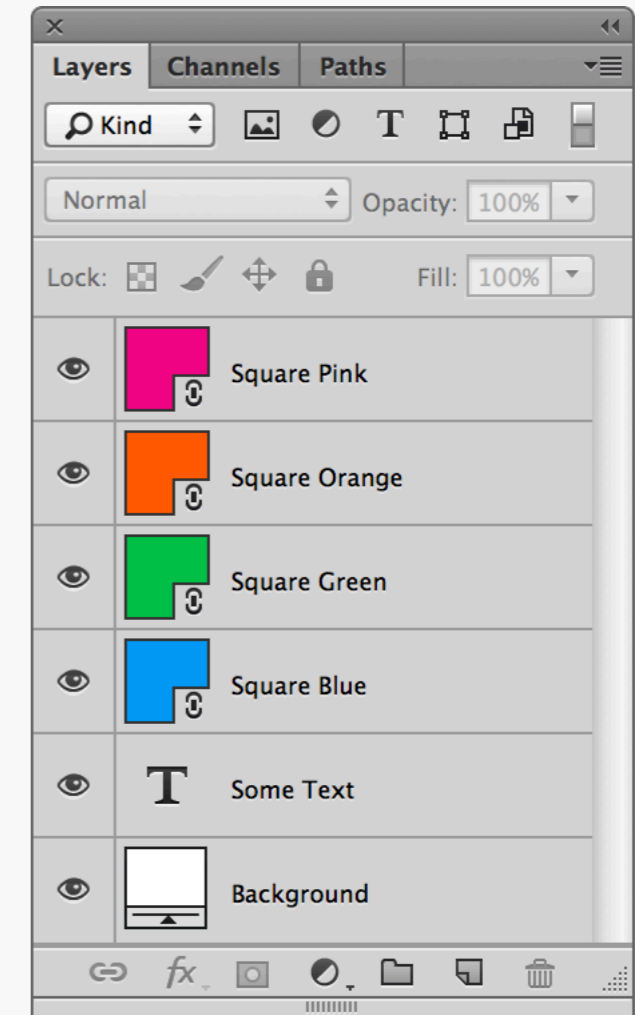 Layers Channels Paths
Kind T
Normal Opacity: 100%
Lock: Fill: 100%
Square Pink
Square Orange
Square Green
Square Blue
T Some Text
Background
fx